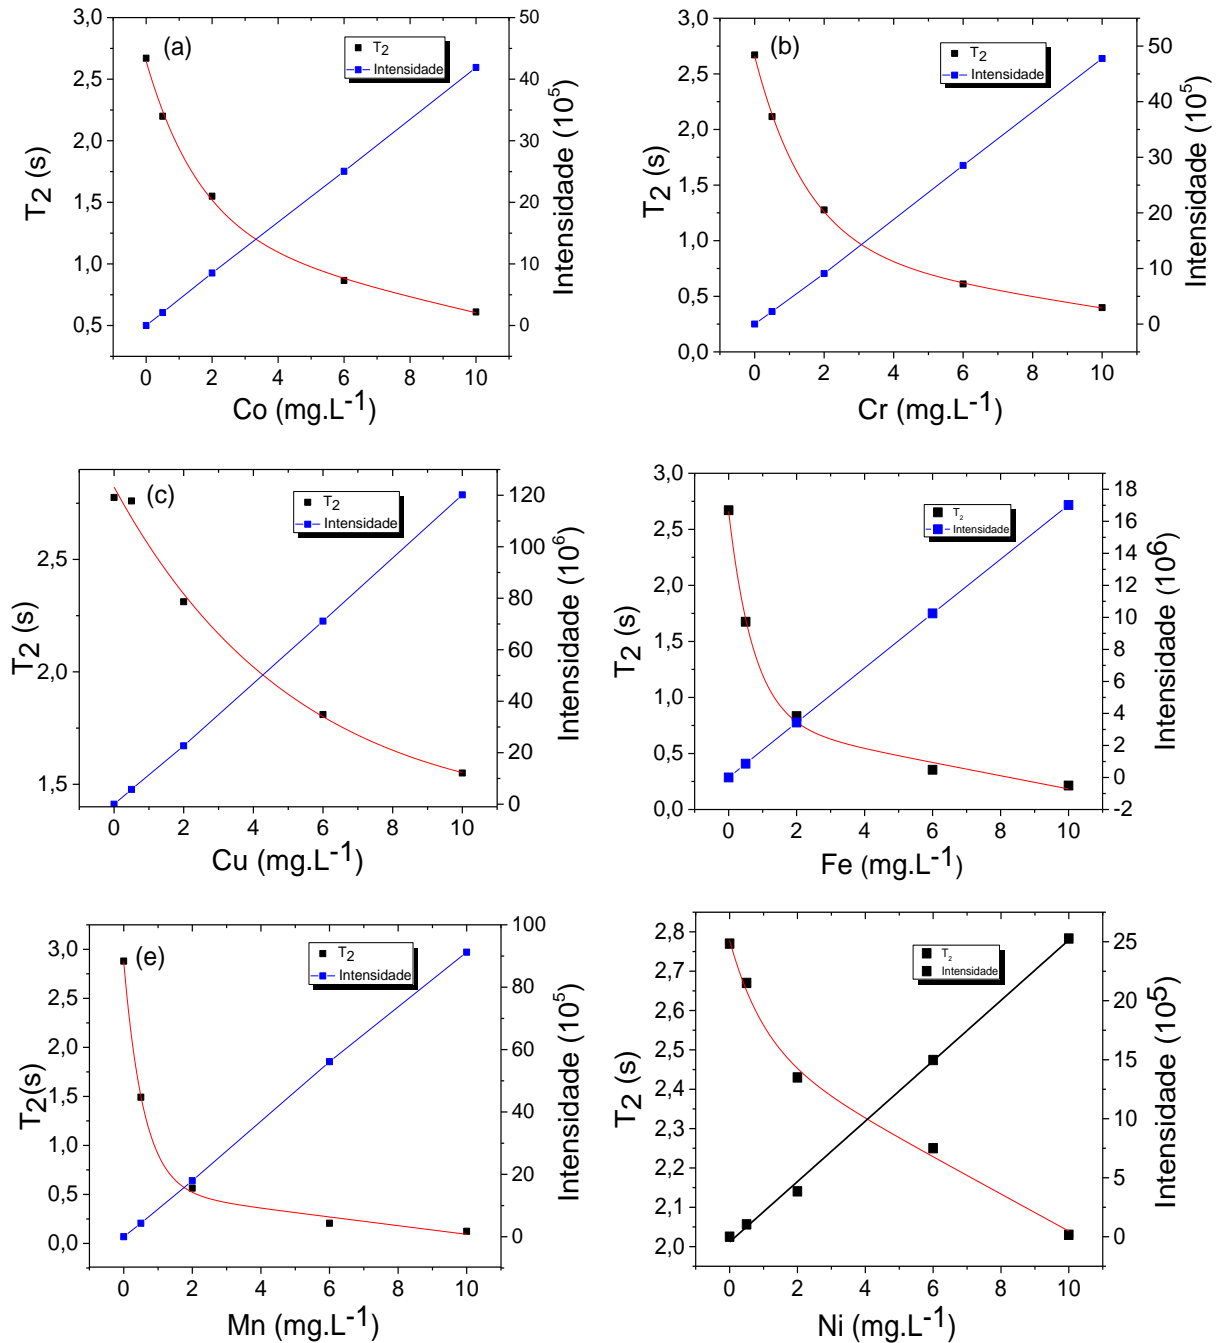 (a)
T2
Intensidade
3,0
2,5
2,0
1,5
1,0
0,5
T2 (s)
50
40
30
20
10
0
Intensidade (10^5)
0 2 4 6 8 10
Co (mg.L-1)
(b)
T2
Intensidade
3,0
2,5
2,0
1,5
1,0
0,5
0,0
T2 (s)
50
40
30
20
10
0
Intensidade (10^5)
0 2 4 6 8 10
Cr (mg.L-1)
(c)
T2
Intensidade
2,5
2,0
1,5
T2 (s)
120
100
80
60
40
20
0
Intensidade (10^6)
0 2 4 6 8 10
Cu (mg.L-1)
T2
Intensidade
3,0
2,5
2,0
1,5
1,0
0,5
0,0
T2 (s)
18
16
14
12
10
8
6
4
2
0
-2
Intensidade (10^6)
0 2 4 6 8 10
Fe (mg.L-1)
(e)
T2
Intensidade
3,0
2,5
2,0
1,5
1,0
0,5
0,0
T2(s)
100
80
60
40
20
0
Intensidade (10^5)
0 2 4 6 8 10
Mn (mg.L-1)
T2
Intensidade
2,8
2,7
2,6
2,5
2,4
2,3
2,2
2,1
2,0
T2 (s)
25
20
15
10
5
0
Intensidade (10^5)
0 2 4 6 8 10
Ni (mg.L-1)